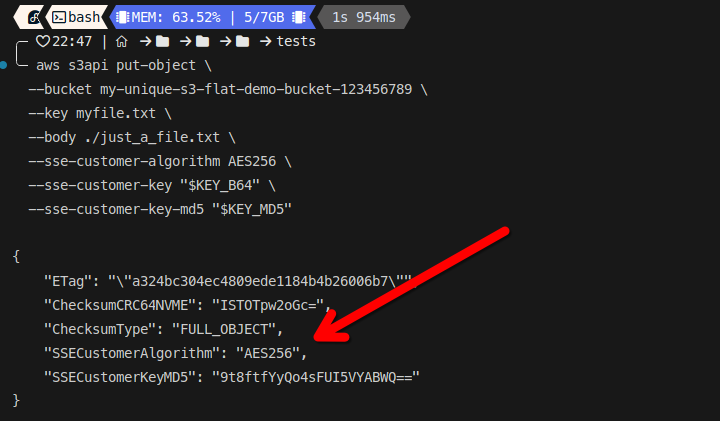 bash MEM: 63.52% | 5/7GB 1s 954ms
22:47 | → → → → tests
aws s3api put-object \
--bucket my-unique-s3-flat-demo-bucket-123456789 \
--key myfile.txt \
--body ./just_a_file.txt \
--sse-customer-algorithm AES256 \
--sse-customer-key "$KEY_B64" \
--sse-customer-key-md5 "$KEY_MD5"
{
"ETag": "\"a324bc304ec4809ede1184b4b26006b7\"",
"ChecksumCRC64NVME": "ISTOTpw2oGc=",
"ChecksumType": "FULL_OBJECT",
"SSECustomerAlgorithm": "AES256",
"SSECustomerKeyMD5": "9t8ftfYyQo4sFUI5VYABWQ=="
}